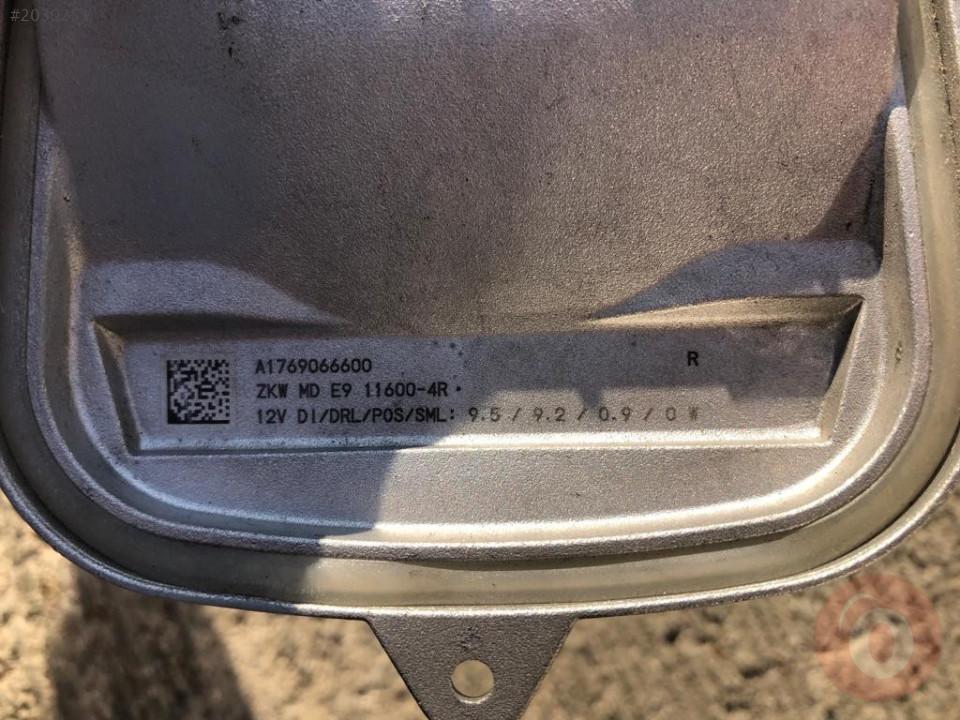 A1769066600
R
ZKW MD E9 11600-4R
12V DI/DRL/POS/SML: 9.5 / 9.2 / 0.9 / 0 W